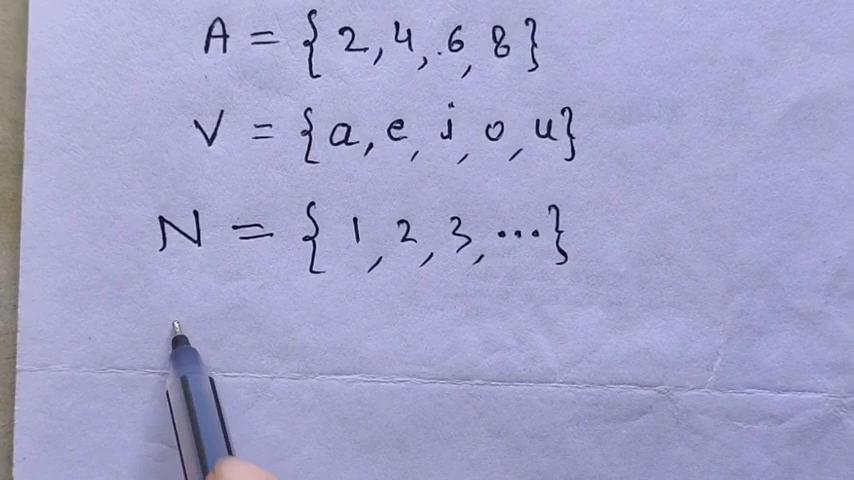 A = { 2, 4, 6, 8 }
V = { a, e, i, o, u }
N = { 1, 2, 3, ... }